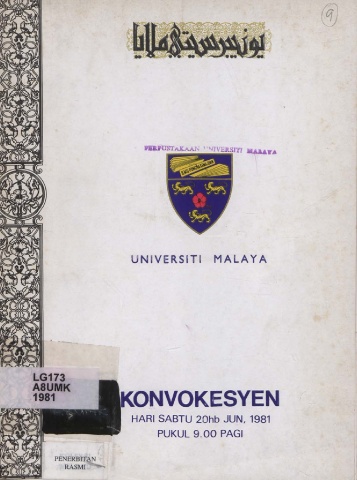 يونيبرسيتي ملايا
9
PERPUSTAKAAN UNIVERSITI MALAYA
UNIVERSITI MALAYA
LG173
A8UMK
1981
KONVOKESYEN
HARI SABTU 20hb JUN, 1981
PUKUL 9.00 PAGI
PENERBITAN
RASMI